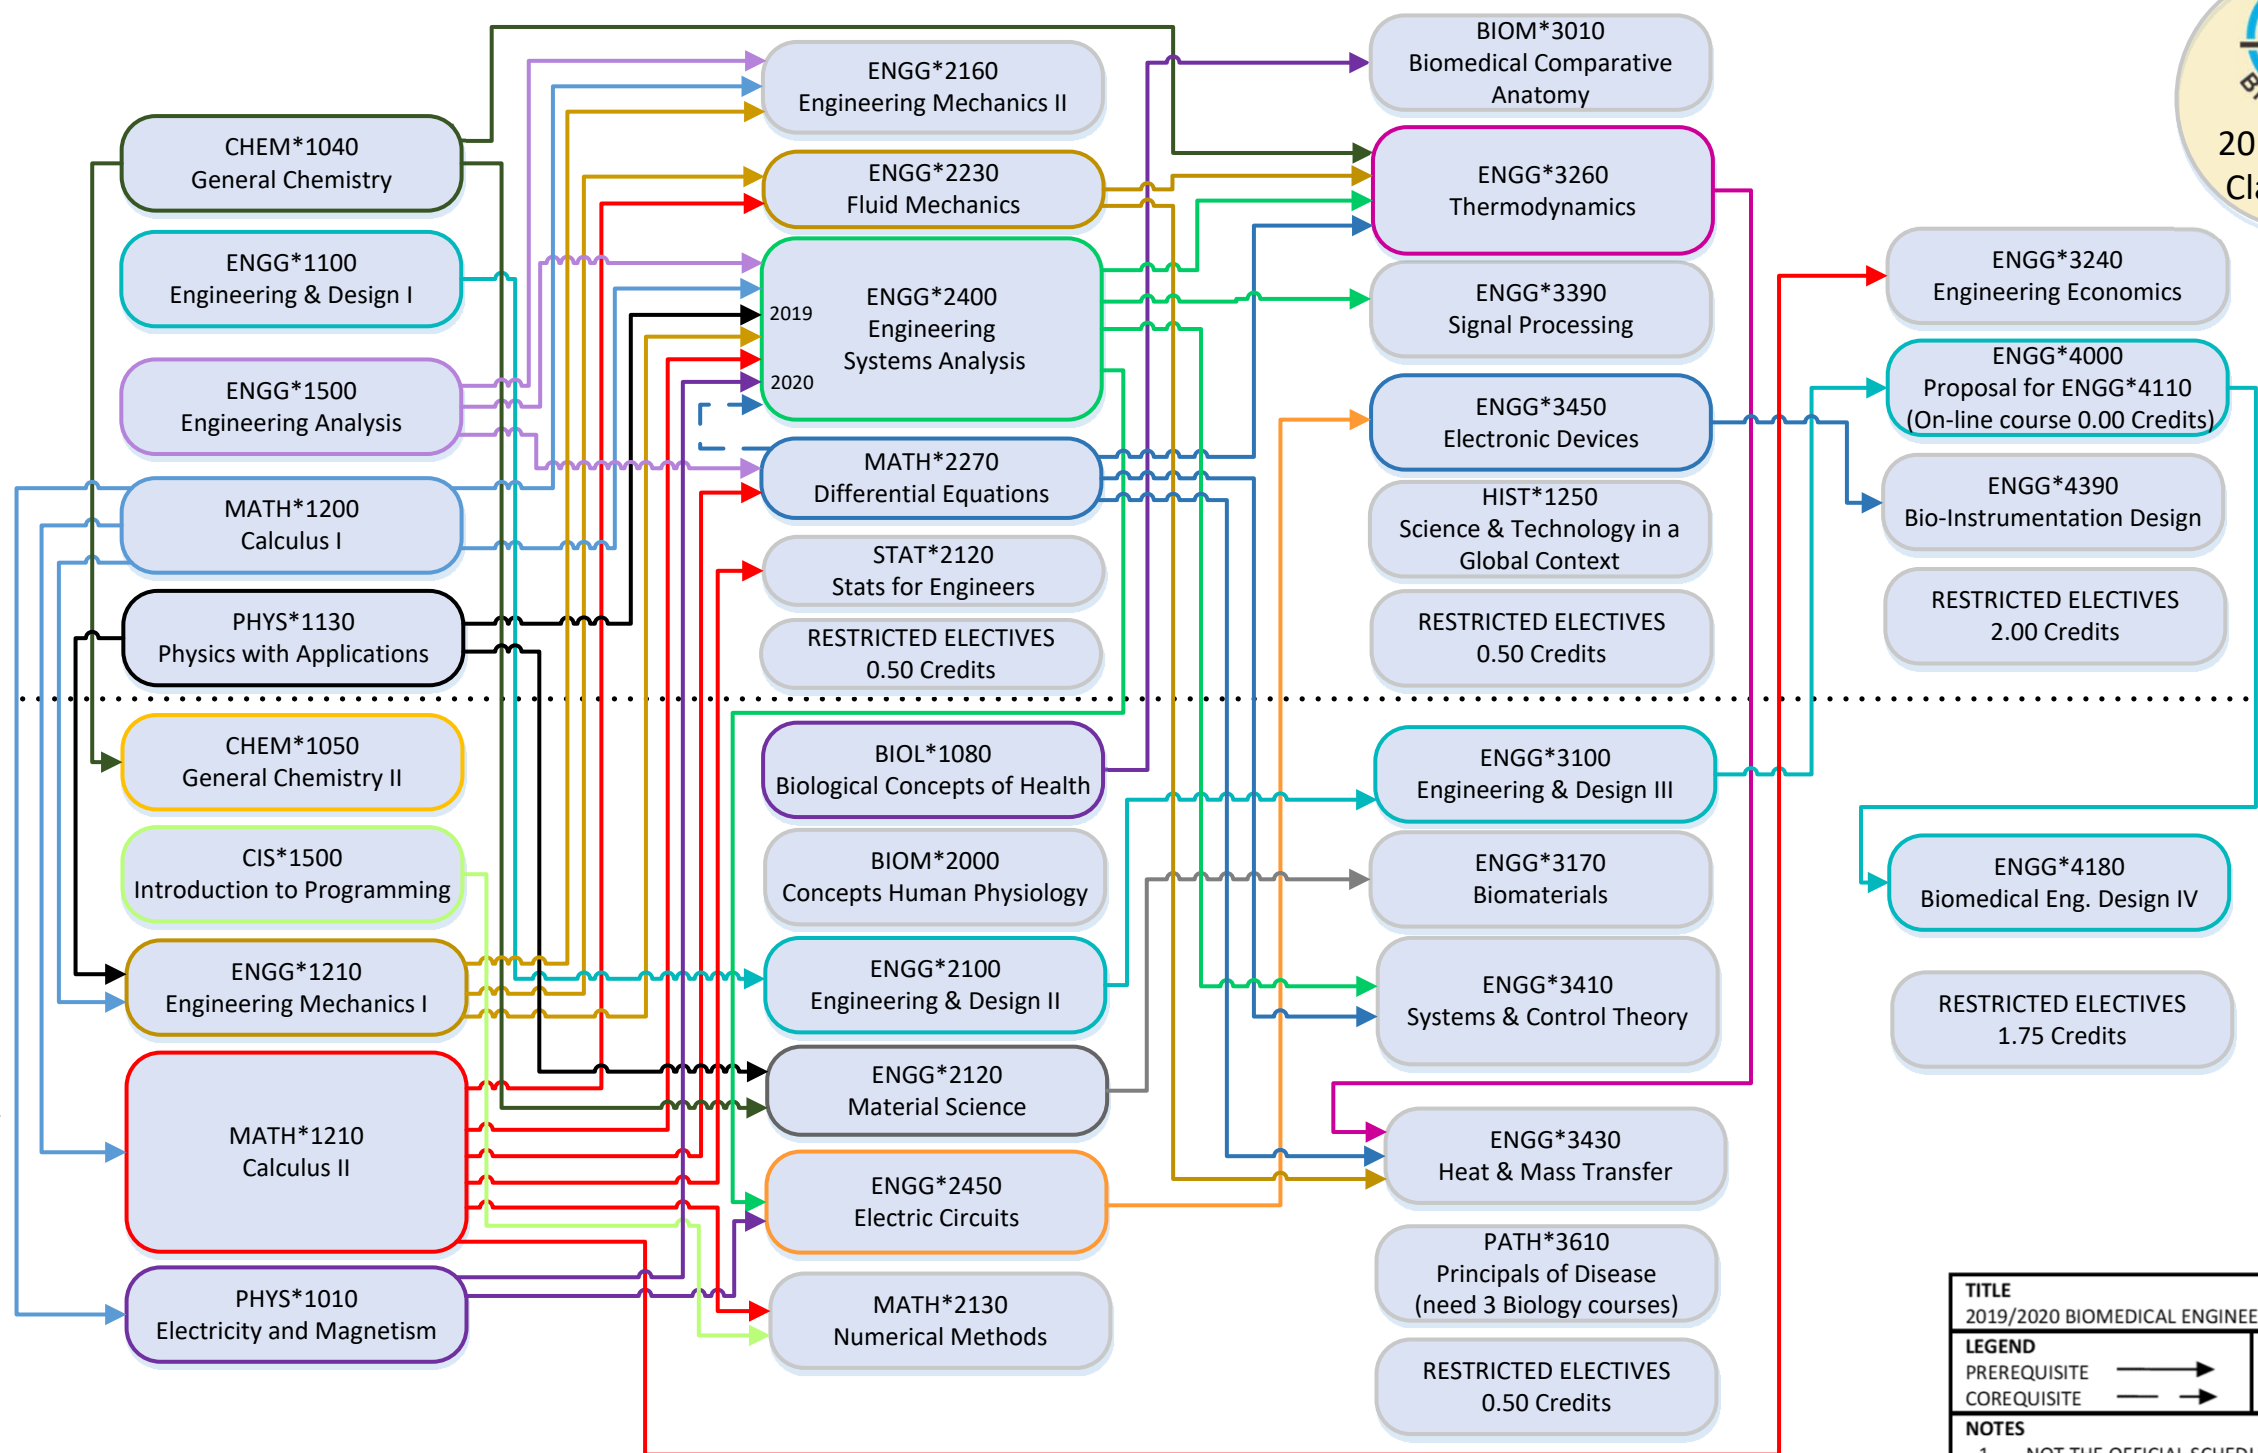 CHEM*1040
General Chemistry
ENGG*1100
Engineering & Design I
ENGG*1500
Engineering Analysis
MATH*1200
Calculus I
PHYS*1130
Physics with Applications
CHEM*1050
General Chemistry II
CIS*1500
Introduction to Programming
ENGG*1210
Engineering Mechanics I
MATH*1210
Calculus II
PHYS*1010
Electricity and Magnetism
ENGG*2160
Engineering Mechanics II
ENGG*2230
Fluid Mechanics
ENGG*2400
Engineering
Systems Analysis
2019
2020
MATH*2270
Differential Equations
STAT*2120
Stats for Engineers
RESTRICTED ELECTIVES
0.50 Credits
BIOL*1080
Biological Concepts of Health
BIOM*2000
Concepts Human Physiology
ENGG*2100
Engineering & Design II
ENGG*2120
Material Science
ENGG*2450
Electric Circuits
MATH*2130
Numerical Methods
BIOM*3010
Biomedical Comparative
Anatomy
ENGG*3260
Thermodynamics
ENGG*3390
Signal Processing
ENGG*3450
Electronic Devices
HIST*1250
Science & Technology in a
Global Context
RESTRICTED ELECTIVES
0.50 Credits
ENGG*3100
Engineering & Design III
ENGG*3170
Biomaterials
ENGG*3410
Systems & Control Theory
ENGG*3430
Heat & Mass Transfer
PATH*3610
Principals of Disease
(need 3 Biology courses)
RESTRICTED ELECTIVES
0.50 Credits
ENGG*3240
Engineering Economics
ENGG*4000
Proposal for ENGG*4110
(On-line course 0.00 Credits)
ENGG*4390
Bio-Instrumentation Design
RESTRICTED ELECTIVES
2.00 Credits
ENGG*4180
Biomedical Eng. Design IV
RESTRICTED ELECTIVES
1.75 Credits
20
Cla
TITLE
2019/2020 BIOMEDICAL ENGINEE
LEGEND
PREREQUISITE
COREQUISITE
NOTES
1. NOT THE OFFICIAL SCHEDU